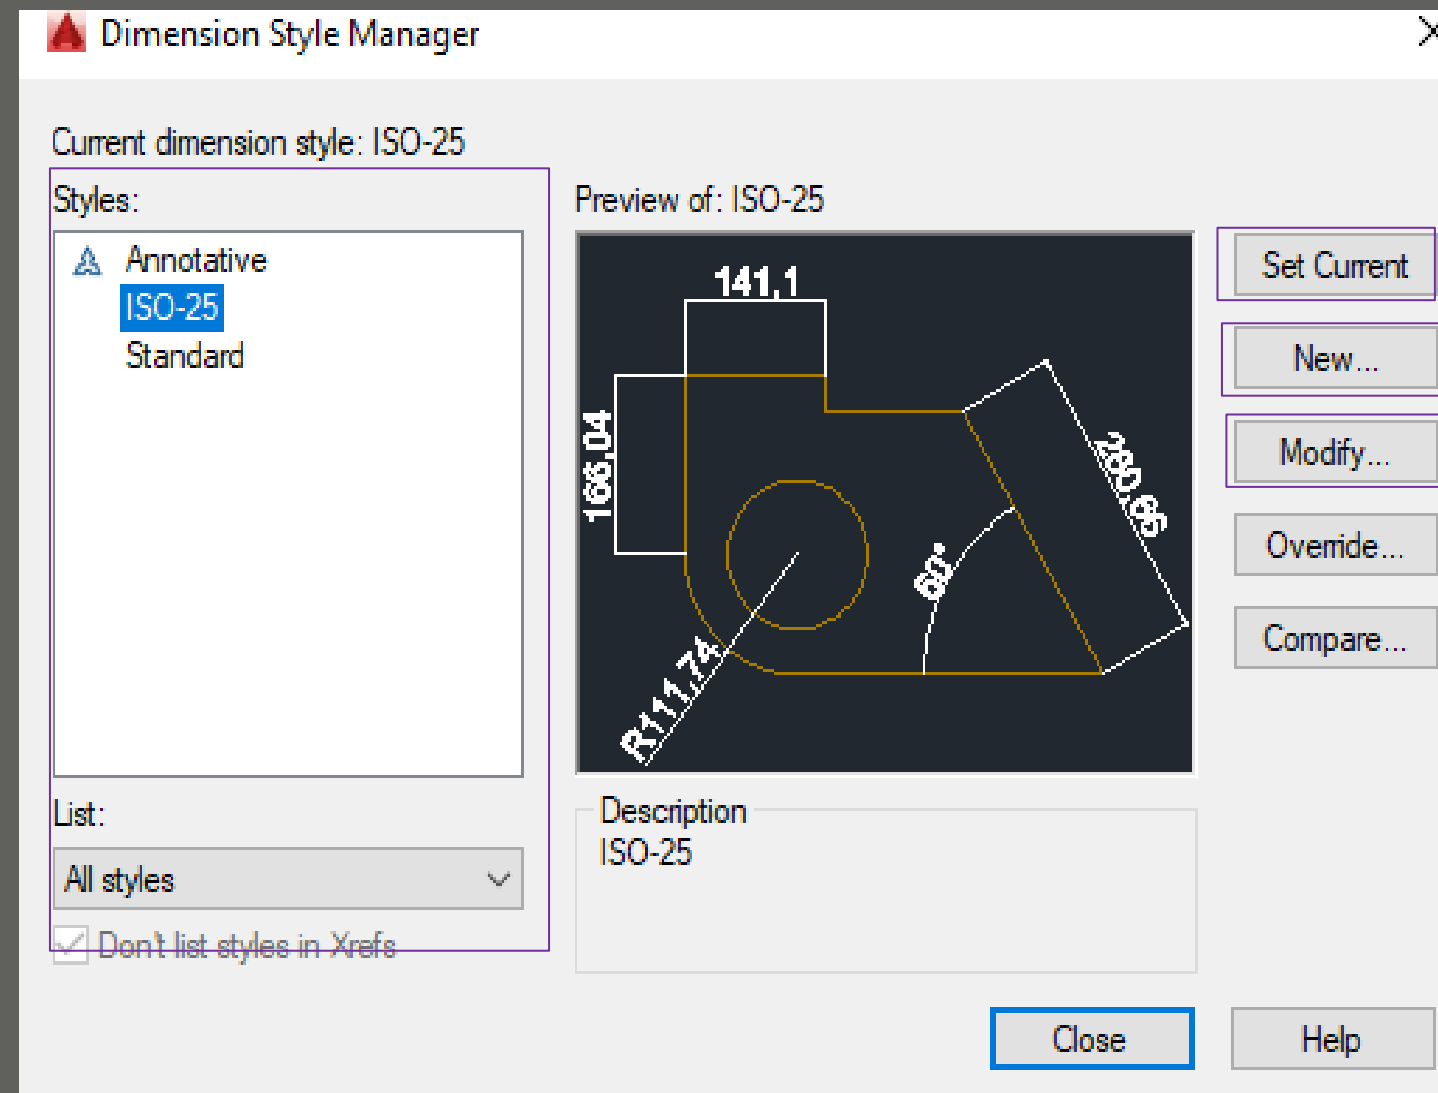 Dimension Style Manager
Current dimension style: ISO-25
Styles:
Annotative
ISO-25
Standard
List:
All styles
Don't list styles in Xrefs
Preview of: ISO-25
141,1
166,04
280,65
60°
R111,74
Description
ISO-25
Set Current
New...
Modify...
Override...
Compare...
Close
Help